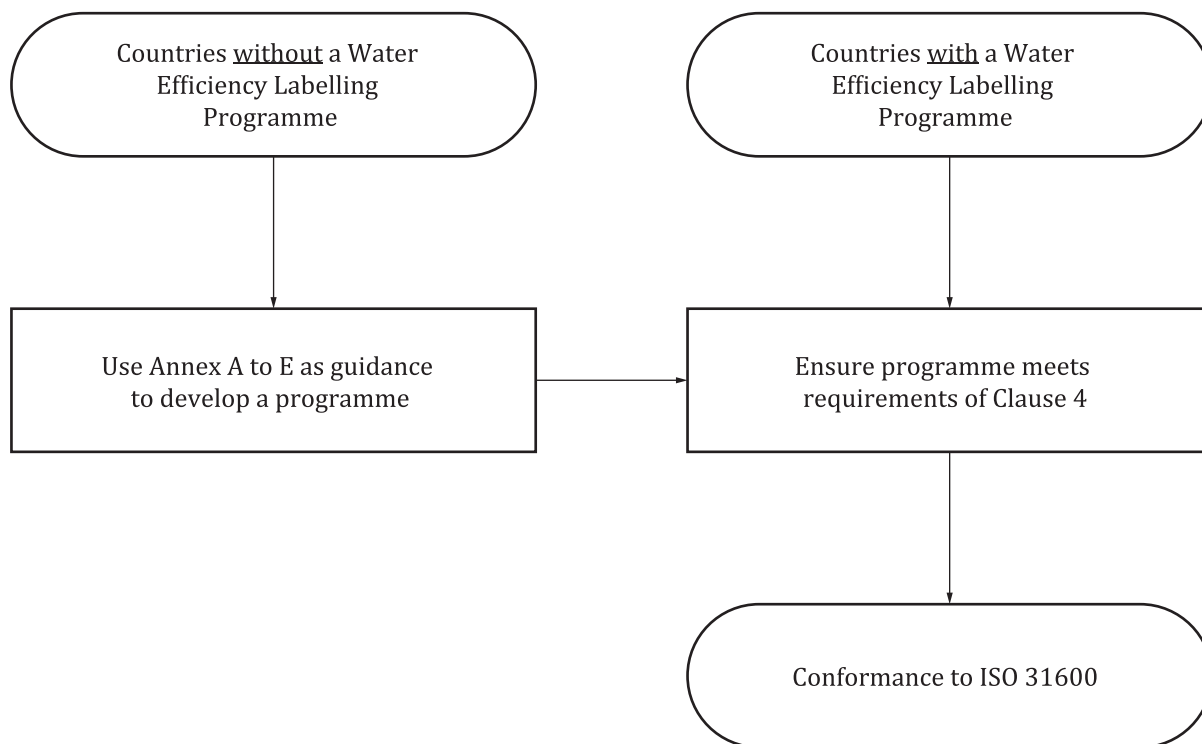 Countries without a Water
Efficiency Labelling
Programme
Countries with a Water
Efficiency Labelling
Programme
Use Annex A to E as guidance
to develop a programme
Ensure programme meets
requirements of Clause 4
Conformance to ISO 31600